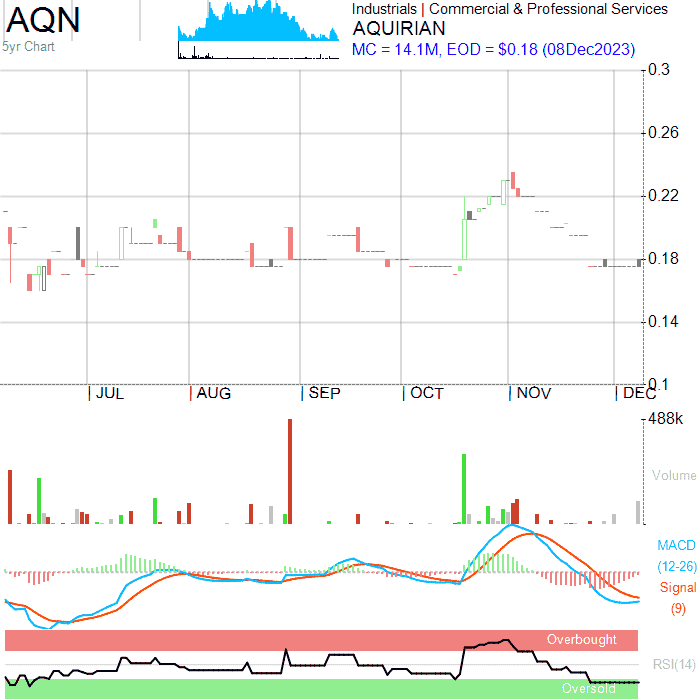 AQN
5yr Chart
Industrials | Commercial & Professional Services
AQUIRIAN
MC = 14.1M, EOD = $0.18 (08Dec2023)
0.3
0.26
0.22
0.18
0.14
0.1
JUL
AUG
SEP
OCT
NOV
DEC
488k
Volume
MACD
(12-26)
Signal
(9)
Overbought
RSI(14)
Oversold